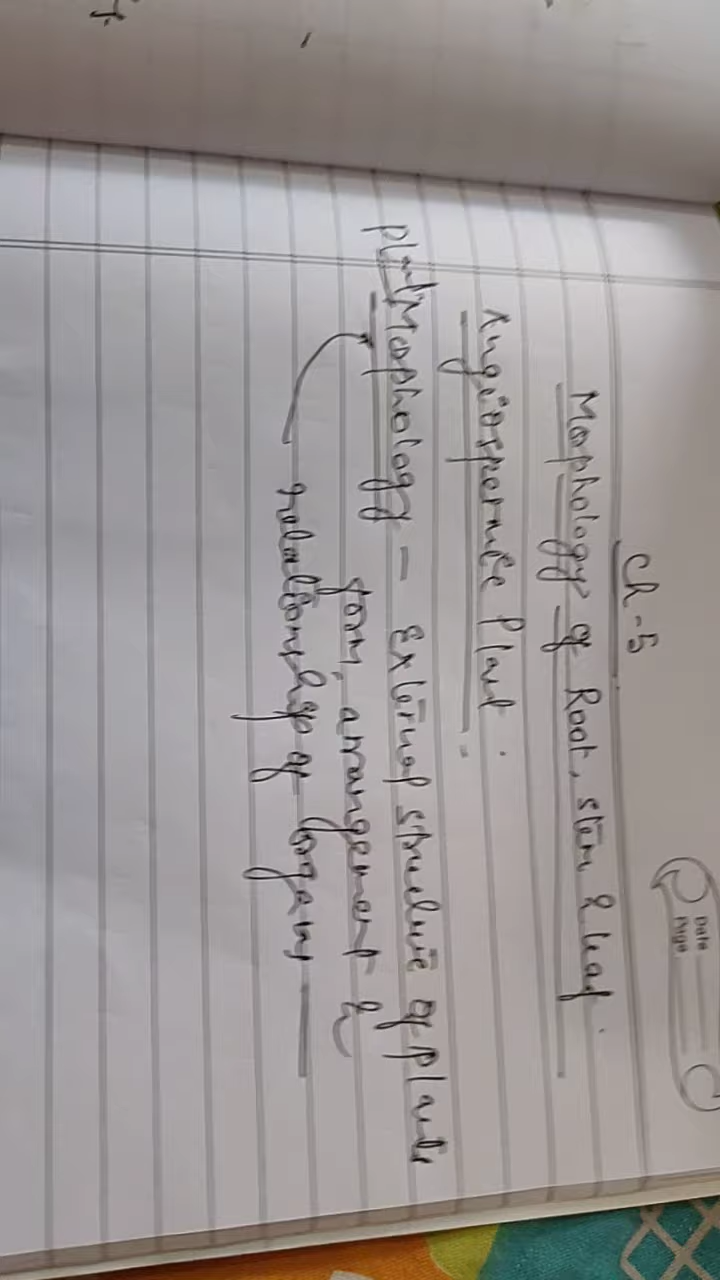 Date
Page
Ch - 5
Morphology of Root, stem & leaf.
Angiospermic Plant.
Plant Morphology - External structure of plants
form, arrangement &
relationship of organs